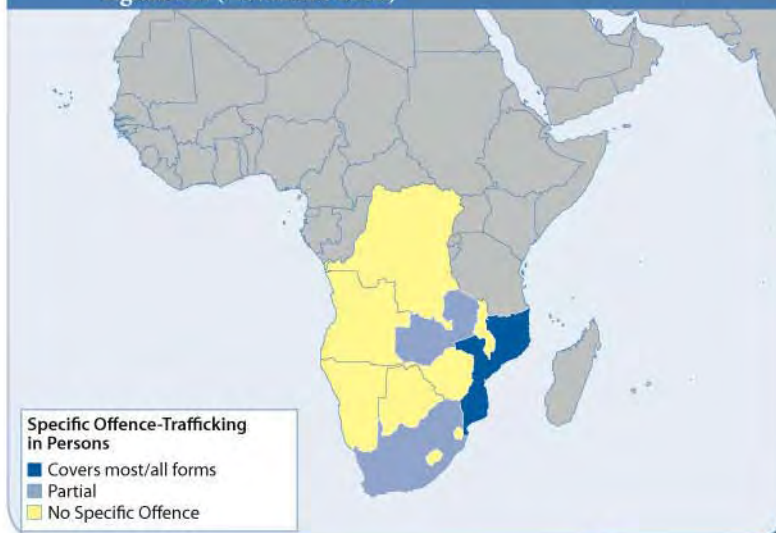 Specific Offence-Trafficking
in Persons
Covers most/all forms
Partial
No Specific Offence